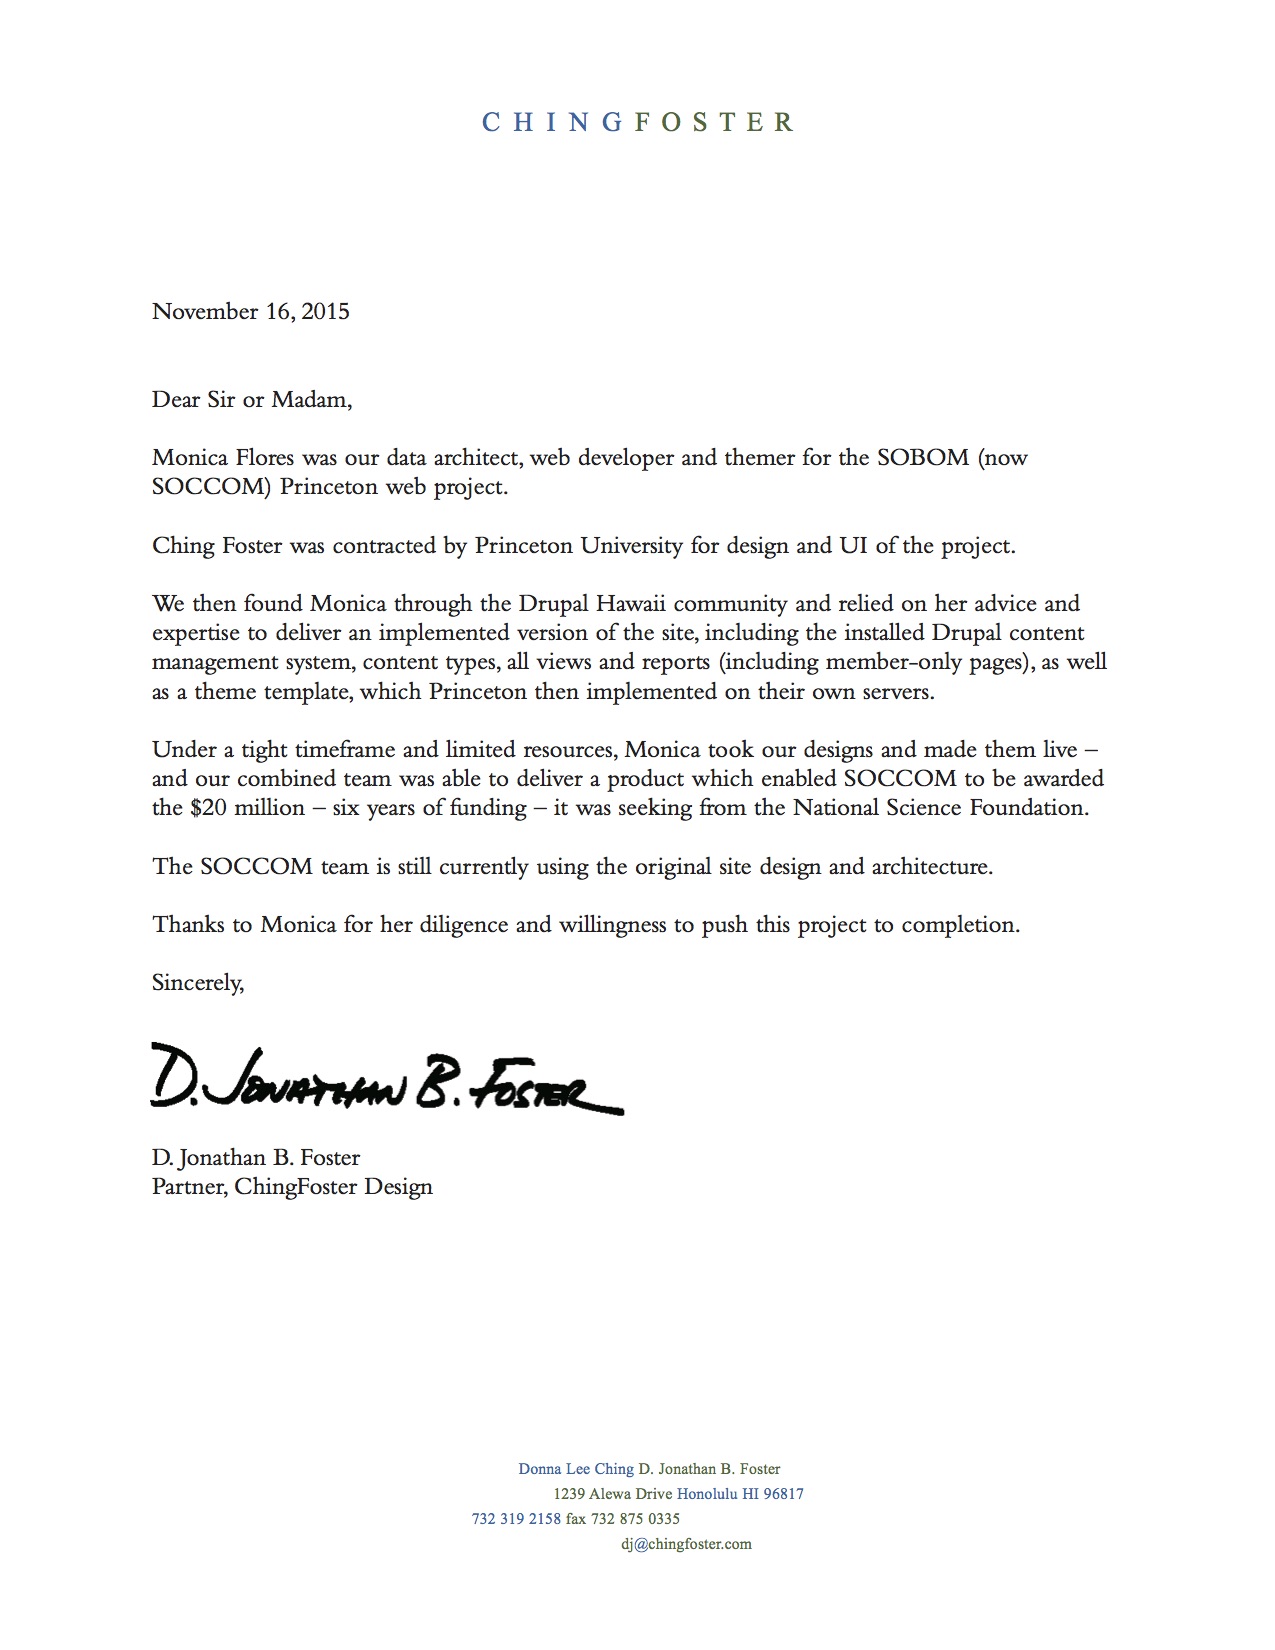 CHINGFOSTER
November 16, 2015
Dear Sir or Madam,
Monica Flores was our data architect, web developer and themer for the SOBOM (now
SOCCOM) Princeton web project.
Ching Foster was contracted by Princeton University for design and UI of the project.
We then found Monica through the Drupal Hawaii community and relied on her advice and
expertise to deliver an implemented version of the site, including the installed Drupal content
management system, content types, all views and reports (including member-only pages), as well
as a theme template, which Princeton then implemented on their own servers.
Under a tight timeframe and limited resources, Monica took our designs and made them live –
and our combined team was able to deliver a product which enabled SOCCOM to be awarded
the $20 million – six years of funding – it was seeking from the National Science Foundation.
The SOCCOM team is still currently using the original site design and architecture.
Thanks to Monica for her diligence and willingness to push this project to completion.
Sincerely,
D. JONATHAN B. FOSTER
D. Jonathan B. Foster
Partner, ChingFoster Design
Donna Lee Ching D. Jonathan B. Foster
1239 Alewa Drive Honolulu HI 96817
732 319 2158 fax 732 875 0335
dj@chingfoster.com